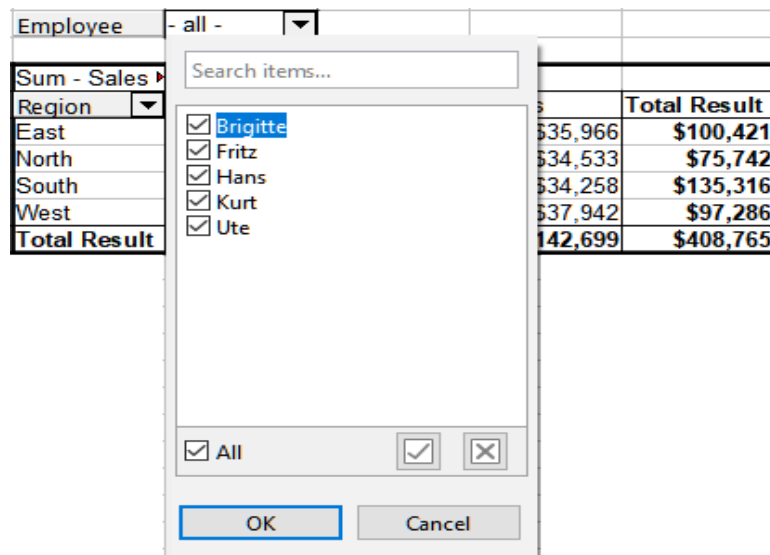 Employee - all -
Search items...
Sum - Sales
Region s Total Result
Brigitte
Fritz
Hans
Kurt
Ute
East $35,966 $100,421
North $34,533 $75,742
South $34,258 $135,316
West $37,942 $97,286
Total Result 142,699 $408,765
All
OK Cancel